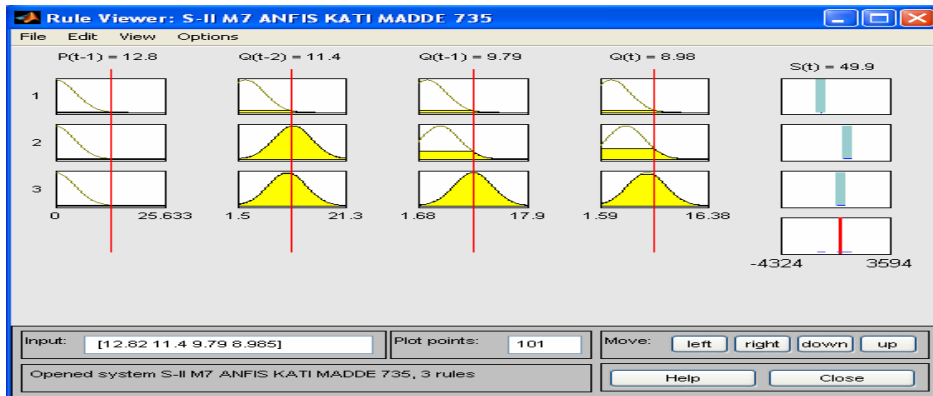 Rule Viewer: S-II M7 ANFIS KATI MADDE 735
File Edit View Options
P(t-1) = 12.8 Q(t-2) = 11.4 Q(t-1) = 9.79 Q(t) = 8.98 S(t) = 49.9
1
2
3
0 25.633 1.5 21.3 1.68 17.9 1.59 16.38
-4324 3594
Input: [12.82 11.4 9.79 8.985] Plot points: 101 Move: left right down up
Opened system S-II M7 ANFIS KATI MADDE 735, 3 rules Help Close